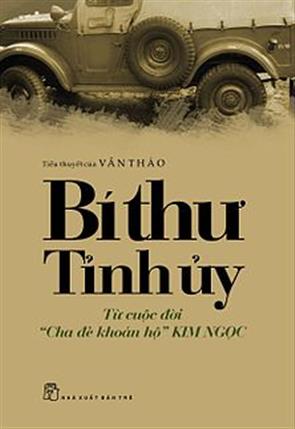 Tiểu thuyết của VÂN THẢO
Bí thư
Tỉnh ủy
Từ cuộc đời
“Cha đẻ khoán hộ” KIM NGỌC
NHÀ XUẤT BẢN TRẺ